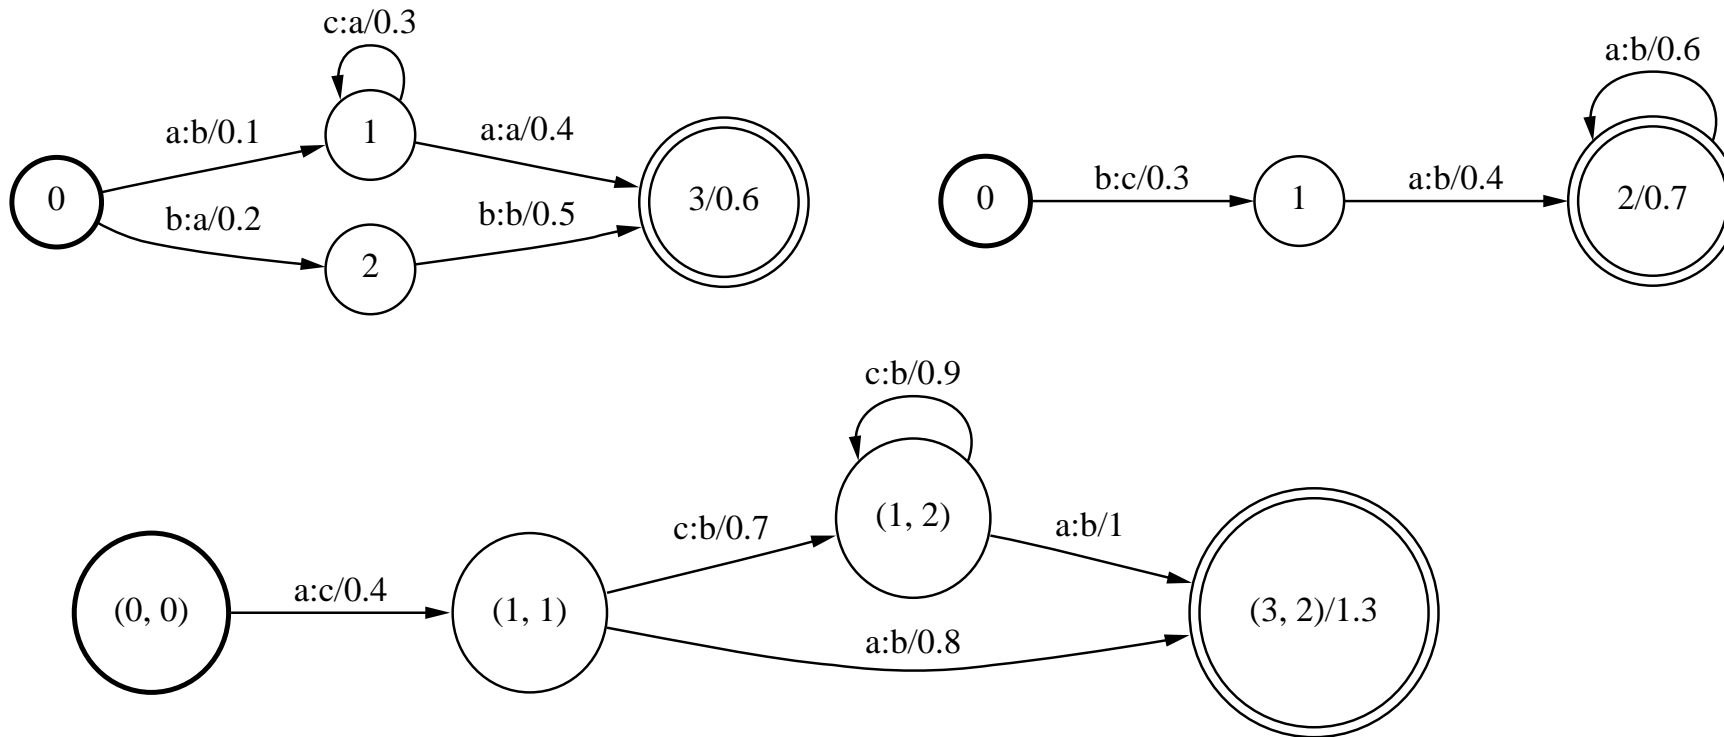 c:a/0.3
a:b/0.1
1
a:a/0.4
0
3/0.6
b:a/0.2
b:b/0.5
2
a:b/0.6
0
b:c/0.3
1
a:b/0.4
2/0.7
c:b/0.9
c:b/0.7
(1, 2)
a:b/1
(0, 0)
a:c/0.4
(1, 1)
(3, 2)/1.3
a:b/0.8